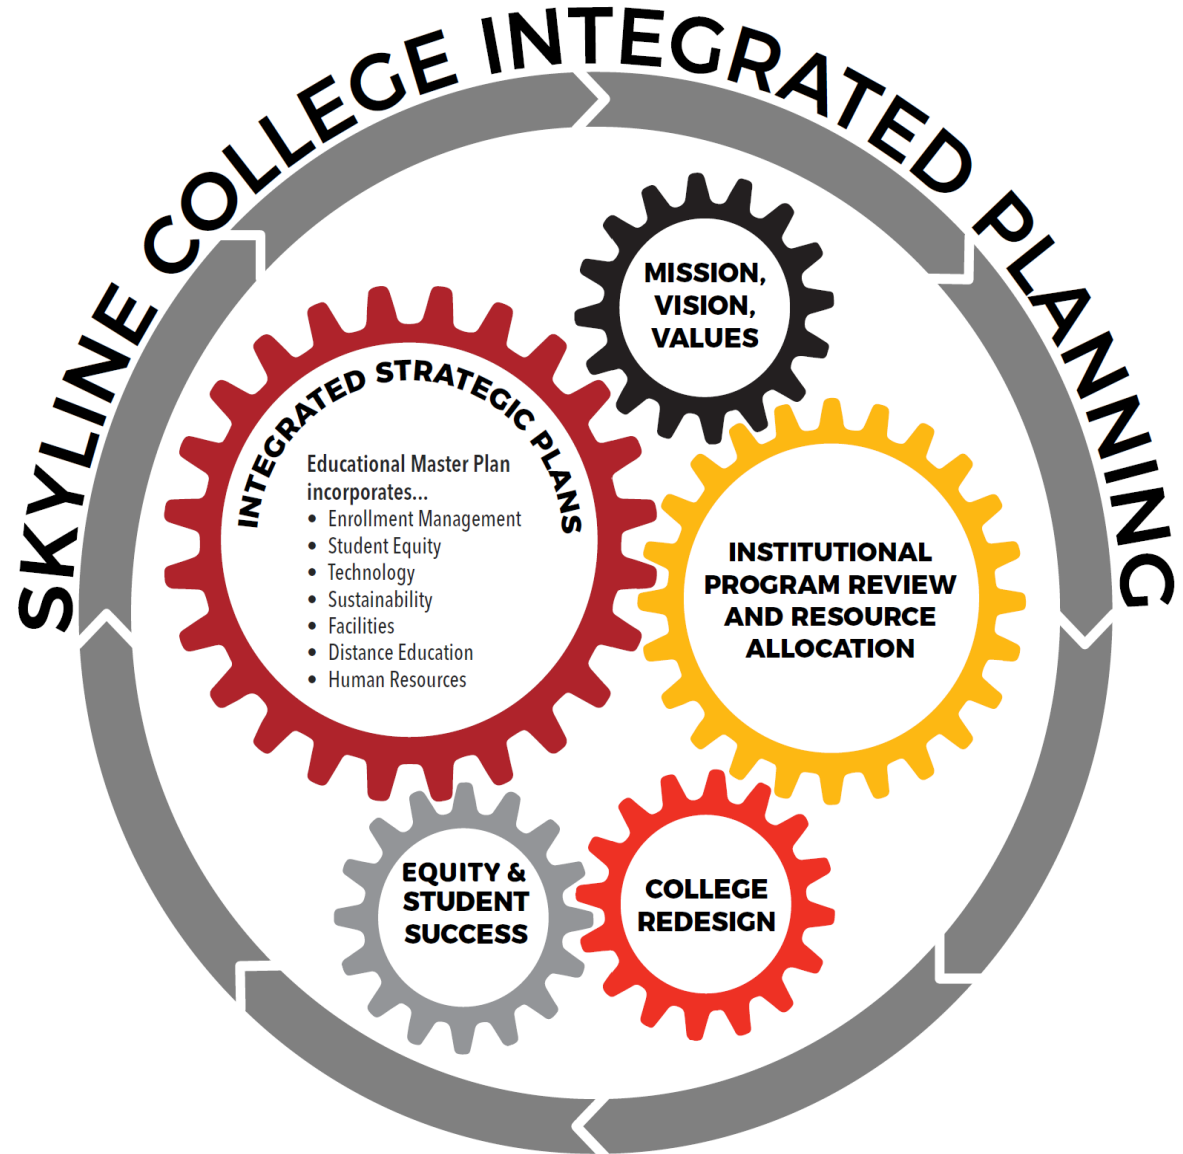 SKYLINE COLLEGE INTEGRATED PLANNING
MISSION,
VISION,
VALUES
INTEGRATED STRATEGIC PLANS
Educational Master Plan
incorporates...
• Enrollment Management
• Student Equity
• Technology
• Sustainability
• Facilities
• Distance Education
• Human Resources
INSTITUTIONAL
PROGRAM REVIEW
AND RESOURCE
ALLOCATION
EQUITY &
STUDENT
SUCCESS
COLLEGE
REDESIGN